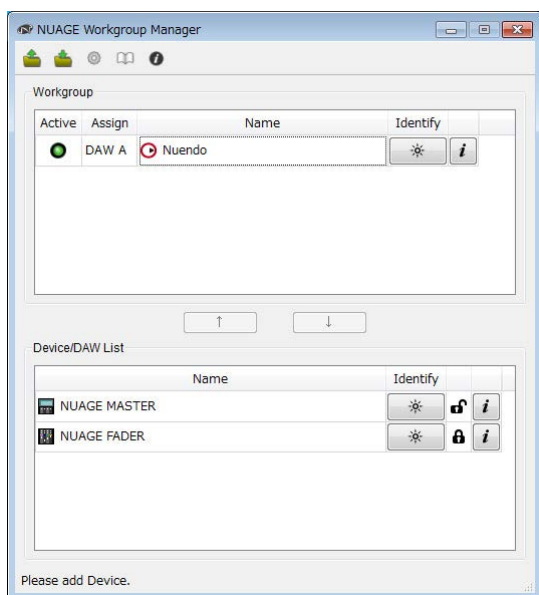 NUAGE Workgroup Manager
Workgroup
Active Assign Name Identify
DAW A Nuendo i
↑ ↓
Device/DAW List
Name Identify
NUAGE MASTER i
NUAGE FADER i
Please add Device.